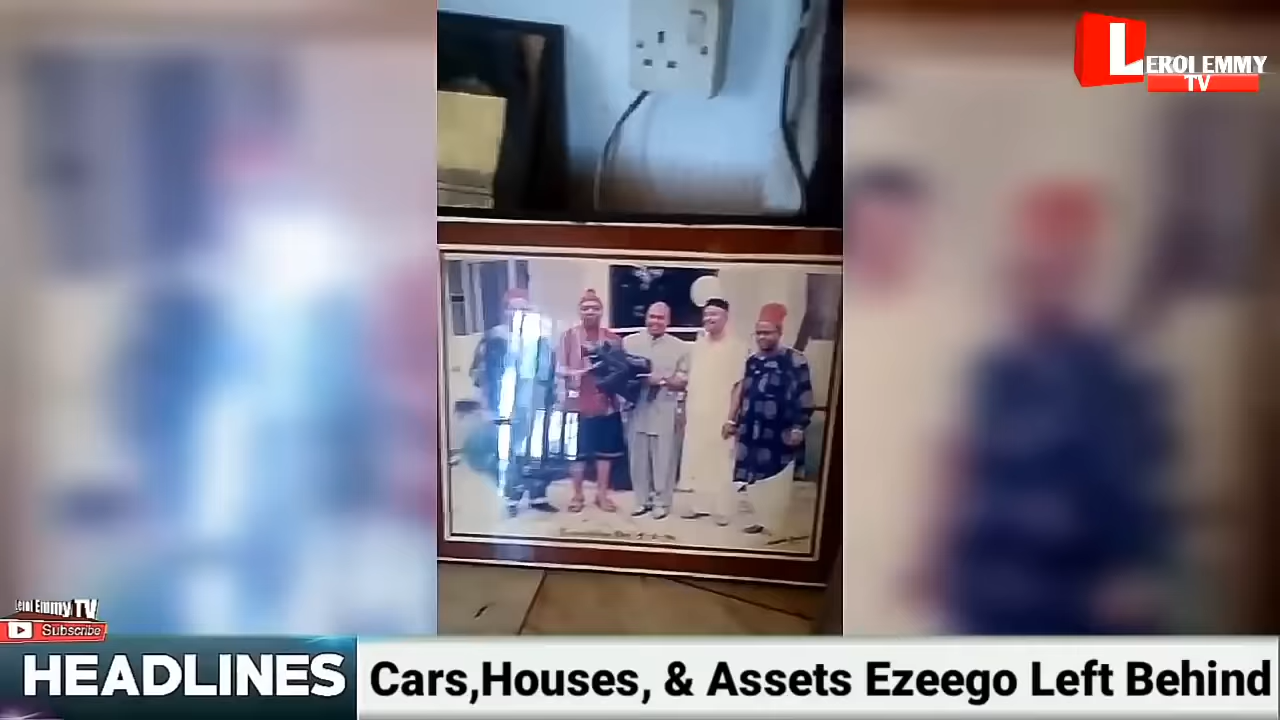 LEROI EMMY
TV
Leroi Emmy TV
Subscribe
HEADLINES
Cars,Houses, & Assets Ezeego Left Behind